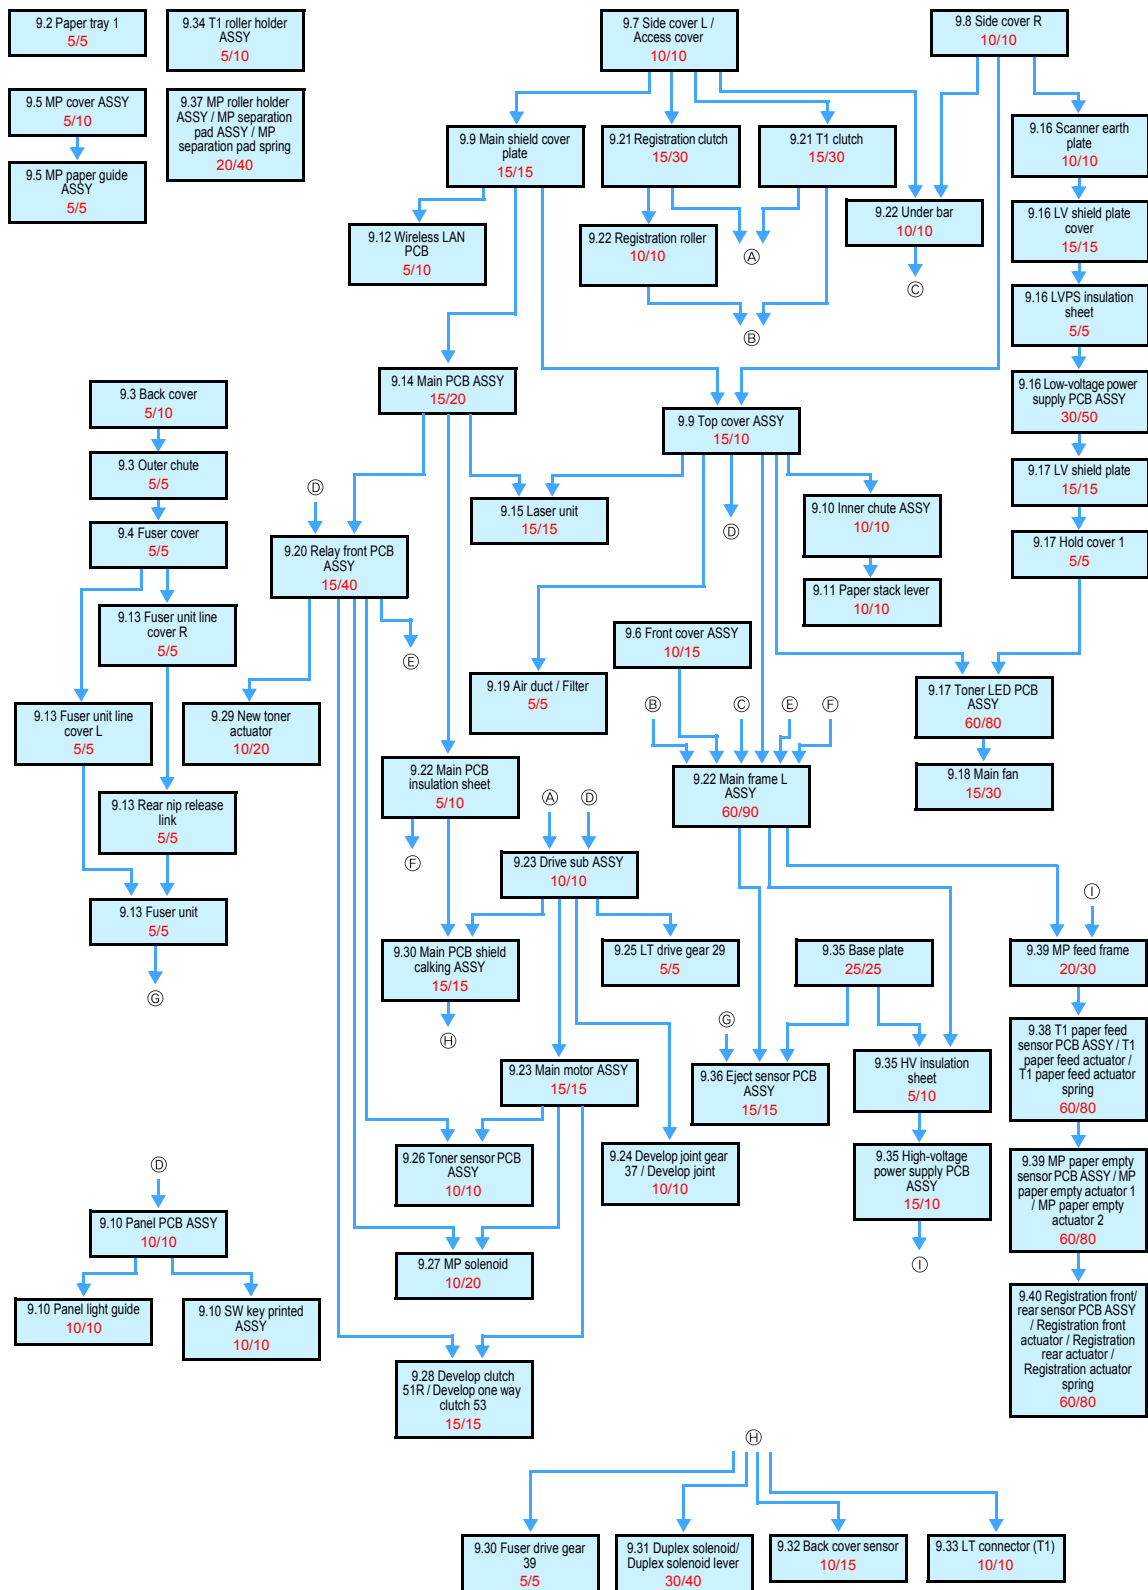 9.2 Paper tray 1
5/5
9.34 T1 roller holder
ASSY
5/10
9.7 Side cover L /
Access cover
10/10
9.8 Side cover R
10/10
9.5 MP cover ASSY
5/10
9.37 MP roller holder
ASSY / MP separation
pad ASSY / MP
separation pad spring
20/40
9.5 MP paper guide
ASSY
5/5
9.9 Main shield cover
plate
15/15
9.21 Registration clutch
15/30
9.21 T1 clutch
15/30
9.16 Scanner earth
plate
10/10
9.12 Wireless LAN
PCB
5/10
9.22 Registration roller
10/10
Ⓐ
9.22 Under bar
10/10
9.16 LV shield plate
cover
15/15
Ⓒ
Ⓑ
9.16 LVPS insulation
sheet
5/5
9.3 Back cover
5/10
9.14 Main PCB ASSY
15/20
9.16 Low-voltage power
supply PCB ASSY
30/50
9.9 Top cover ASSY
15/10
9.3 Outer chute
5/5
9.17 LV shield plate
15/15
Ⓓ
9.15 Laser unit
15/15
Ⓓ
9.10 Inner chute ASSY
10/10
9.4 Fuser cover
5/5
9.20 Relay front PCB
ASSY
15/40
9.17 Hold cover 1
5/5
9.11 Paper stack lever
10/10
9.13 Fuser unit line
cover R
5/5
Ⓔ
9.6 Front cover ASSY
10/15
9.19 Air duct / Filter
5/5
9.17 Toner LED PCB
ASSY
60/80
9.13 Fuser unit line
cover L
5/5
9.29 New toner
actuator
10/20
Ⓑ
Ⓒ
Ⓔ
Ⓕ
9.22 Main PCB
insulation sheet
5/10
9.22 Main frame L
ASSY
60/90
9.18 Main fan
15/30
9.13 Rear nip release
link
5/5
Ⓐ
Ⓓ
Ⓕ
9.23 Drive sub ASSY
10/10
9.13 Fuser unit
5/5
Ⓘ
9.30 Main PCB shield
calking ASSY
15/15
9.25 LT drive gear 29
5/5
9.35 Base plate
25/25
9.39 MP feed frame
20/30
Ⓖ
Ⓗ
Ⓖ
9.38 T1 paper feed
sensor PCB ASSY / T1
paper feed actuator /
T1 paper feed actuator
spring
60/80
9.23 Main motor ASSY
15/15
9.36 Eject sensor PCB
ASSY
15/15
9.35 HV insulation
sheet
5/10
9.26 Toner sensor PCB
ASSY
10/10
9.24 Develop joint gear
37 / Develop joint
10/10
9.35 High-voltage
power supply PCB
ASSY
15/10
9.39 MP paper empty
sensor PCB ASSY / MP
paper empty actuator 1
/ MP paper empty
actuator 2
60/80
Ⓓ
9.10 Panel PCB ASSY
10/10
9.27 MP solenoid
10/20
Ⓘ
9.10 Panel light guide
10/10
9.10 SW key printed
ASSY
10/10
9.40 Registration front/
rear sensor PCB ASSY
/ Registration front
actuator / Registration
rear actuator /
Registration actuator
spring
60/80
9.28 Develop clutch
51R / Develop one way
clutch 53
15/15
Ⓗ
9.30 Fuser drive gear
39
5/5
9.31 Duplex solenoid/
Duplex solenoid lever
30/40
9.32 Back cover sensor
10/15
9.33 LT connector (T1)
10/10